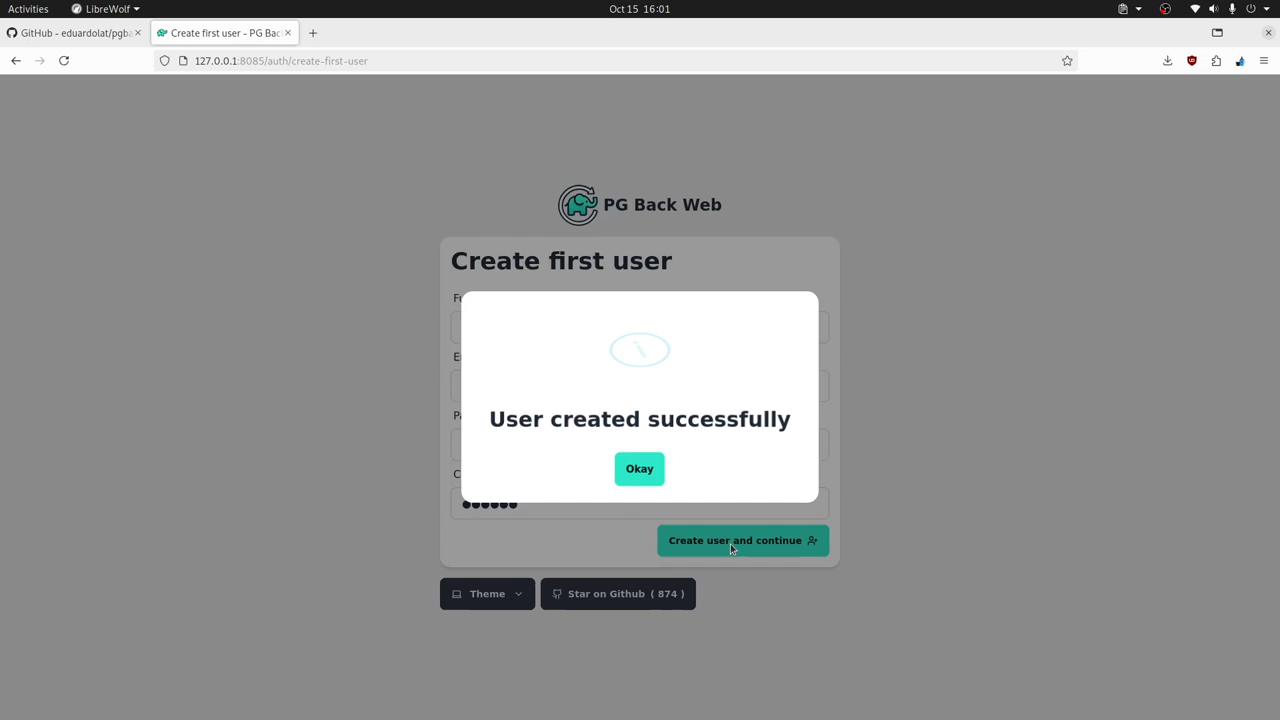 Activities
LibreWolf
Oct 15 16:01
GitHub - eduardolat/pgba
Create first user - PG Bac
127.0.0.1:8085/auth/create-first-user
PG Back Web
Create first user
User created successfully
Okay
Create user and continue
Theme
Star on Github ( 874 )